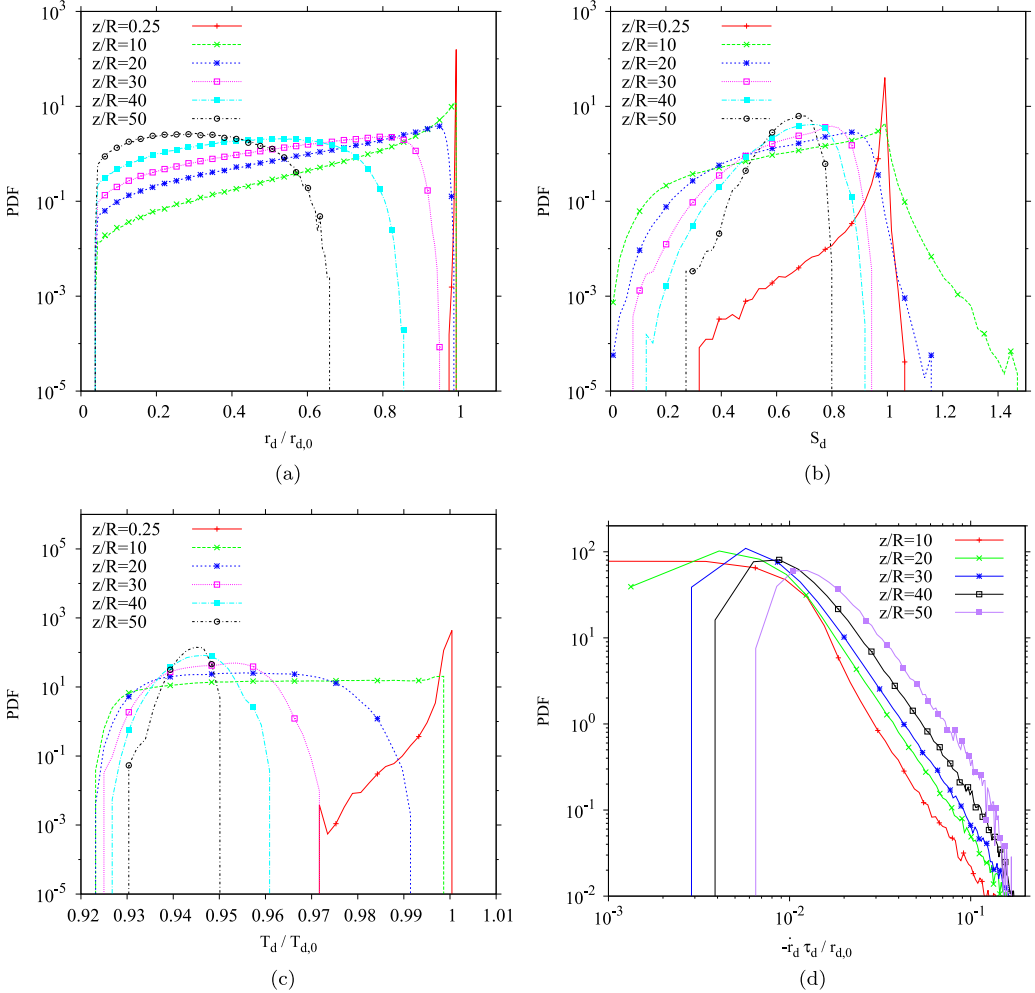 10^3
10^1
10^-1
10^-3
10^-5
PDF
z/R=0.25
z/R=10
z/R=20
z/R=30
z/R=40
z/R=50
0 0.2 0.4 0.6 0.8 1
r_d / r_d,0
(a)
10^3
10^1
10^-1
10^-3
10^-5
PDF
z/R=0.25
z/R=10
z/R=20
z/R=30
z/R=40
z/R=50
0 0.2 0.4 0.6 0.8 1 1.2 1.4
S_d
(b)
10^5
10^3
10^1
10^-1
10^-3
10^-5
PDF
z/R=0.25
z/R=10
z/R=20
z/R=30
z/R=40
z/R=50
0.92 0.93 0.94 0.95 0.96 0.97 0.98 0.99 1 1.01
T_d / T_d,0
(c)
10^2
10^1
10^0
10^-1
10^-2
PDF
z/R=10
z/R=20
z/R=30
z/R=40
z/R=50
10^-3 10^-2 10^-1
-ṙ_d τ_d / r_d,0
(d)